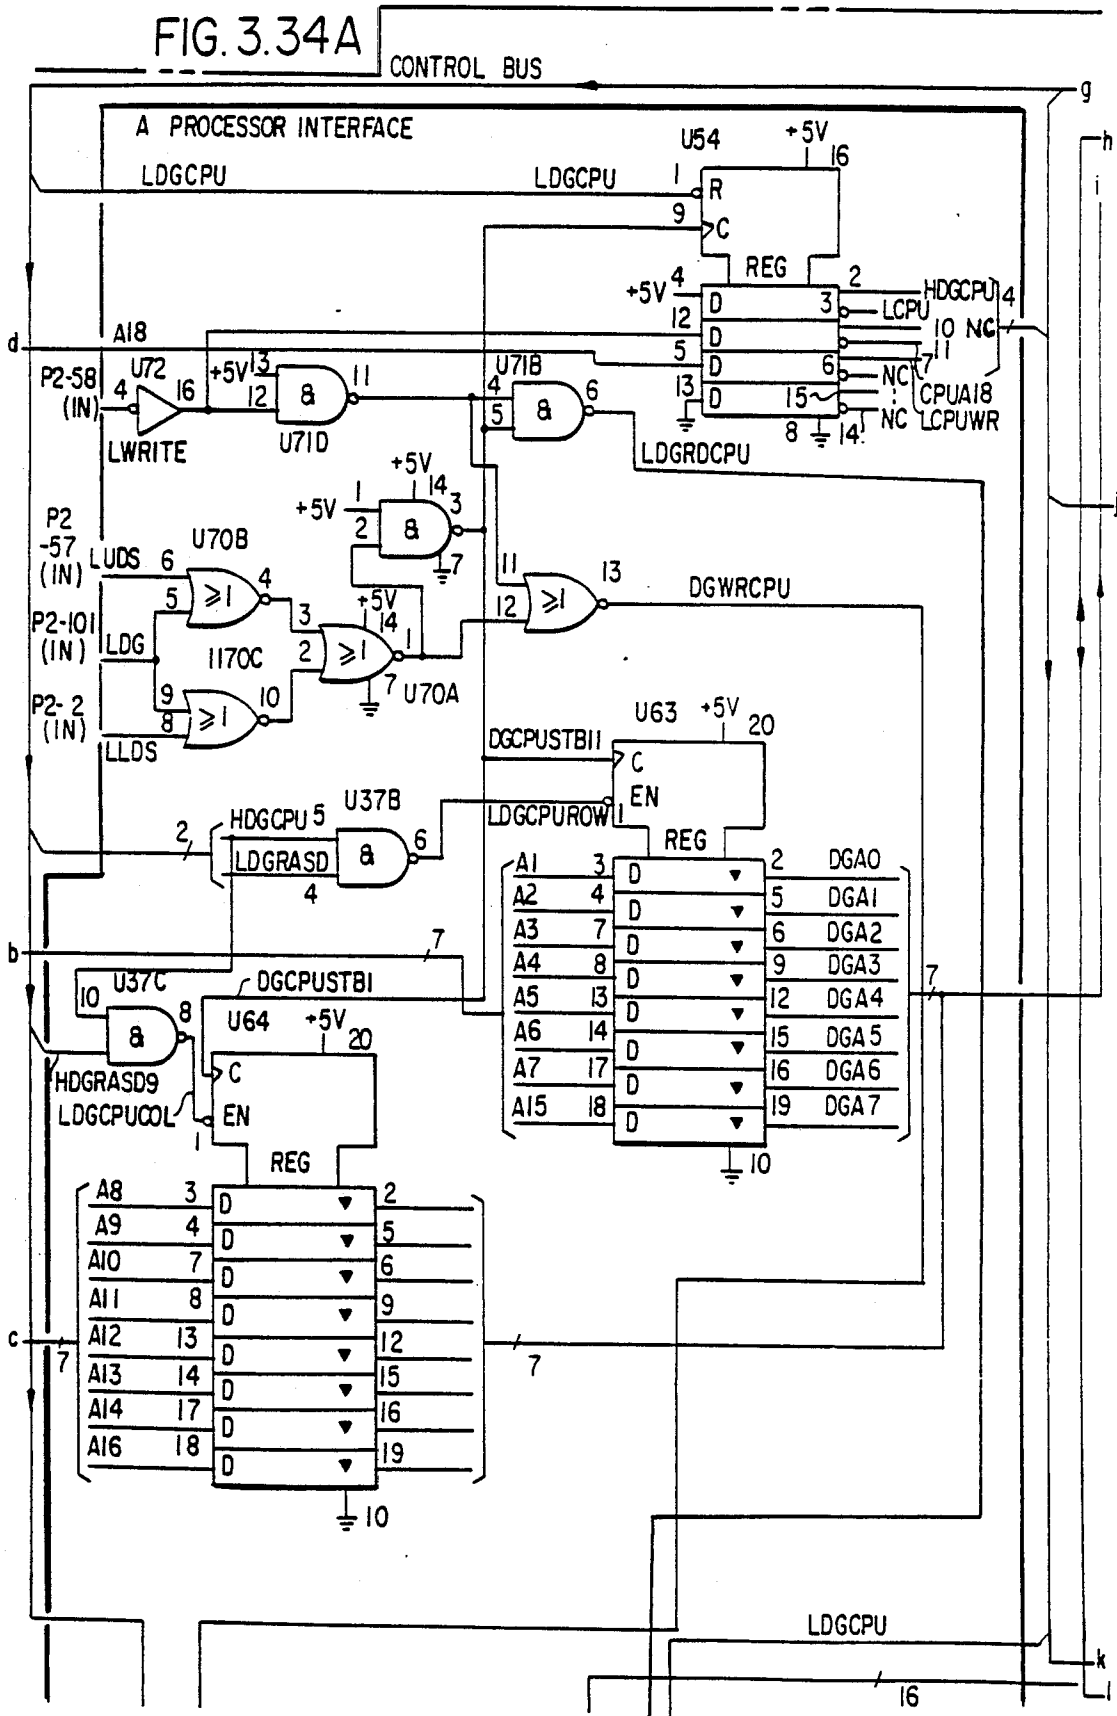 FIG. 3.34A
CONTROL BUS
g
A PROCESSOR INTERFACE
h
i
LDGCPU
LDGCPU
U54
+5V
16
1
R
9
C
REG
+5V
4
D
2
HDGCPU
4
3
LCPU
12
D
10 NC
11
d
A18
5
D
7
6
NC
CPUA18
13
D
15
14
NC
LCPUWR
8
P2-58
(IN)
4
U72
16
LWRITE
+5V
13
12
&
11
U71D
U71B
4
5
&
6
LDGRDCPU
j
+5V
14
+5V
1
2
&
3
7
P2
-57
(IN)
LUDS
6
5
U70B
≥1
4
P2-101
(IN)
LDG
1170C
P2-2
(IN)
9
8
≥1
10
LLDS
3
2
≥1
+5V
14
1
7
U70A
11
12
≥1
13
DGWRCPU
DGCPUSTB11
U63
+5V
20
C
EN
LDGCPUROW
1
REG
2
HDGCPU
5
LDGRASD
4
U37B
&
6
A1 3 D 2 DGA0
A2 4 D 5 DGA1
A3 7 D 6 DGA2
A4 8 D 9 DGA3
A5 13 D 12 DGA4
A6 14 D 15 DGA5
A7 17 D 16 DGA6
A15 18 D 19 DGA7
10
7
b
7
U37C
10
&
8
HDGRASD9
LDGCPUCOL
DGCPUSTB1
U64
+5V
20
C
EN
1
REG
A8 3 D 2
A9 4 D 5
A10 7 D 6
A11 8 D 9
A12 13 D 12
A13 14 D 15
A14 17 D 16
A16 18 D 19
10
c
7
7
LDGCPU
k
16
l